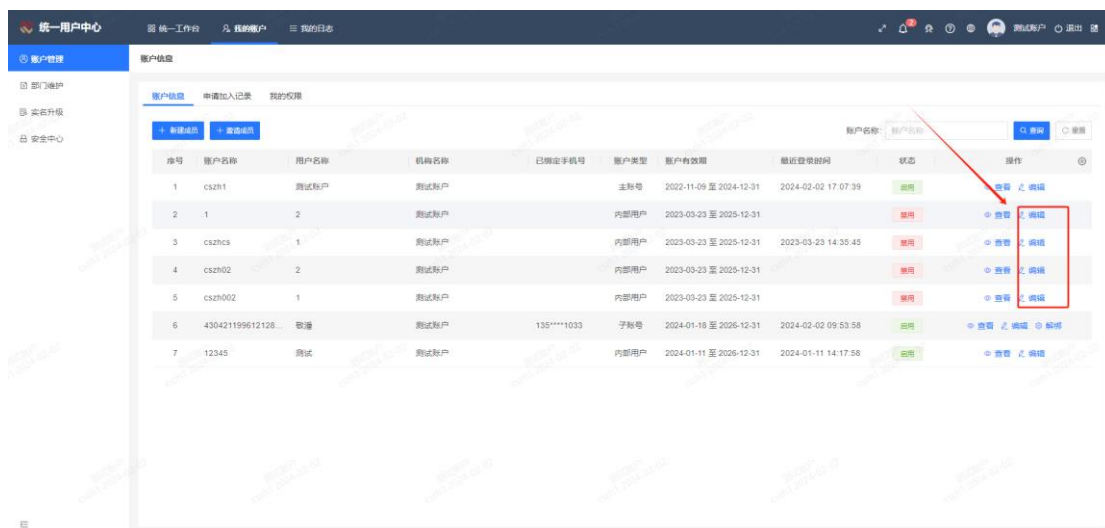 统一用户中心 统一工作台 我的账户 我的日志 2 测试账户 退出
账户管理 账户信息
部门维护
实名升级
安全中心
账户信息 申请加入记录 我的权限
+ 新建成员 + 邀请成员 账户名称: 账户名称 查询 重置
序号 账户名称 用户名称 机构名称 已绑定手机号 账户类型 账户有效期 最近登录时间 状态 操作
1 cszh1 测试账户 测试账户 主账号 2022-11-09 至 2024-12-31 2024-02-02 17:07:39 启用 查看 编辑
2 1 2 测试账户 内部用户 2023-03-23 至 2025-12-31 禁用 查看 编辑
3 cszhcs 1 测试账户 内部用户 2023-03-23 至 2025-12-31 2023-03-23 14:35:45 禁用 查看 编辑
4 cszh02 2 测试账户 内部用户 2023-03-23 至 2025-12-31 禁用 查看 编辑
5 cszh002 1 测试账户 内部用户 2023-03-23 至 2025-12-31 禁用 查看 编辑
6 430421199612128... 测试账户 135****1033 子账号 2024-01-18 至 2026-12-31 2024-02-02 09:53:58 启用 查看 编辑 解绑
7 12345 测试 测试账户 内部用户 2024-01-11 至 2026-12-31 2024-01-11 14:17:58 启用 查看 编辑